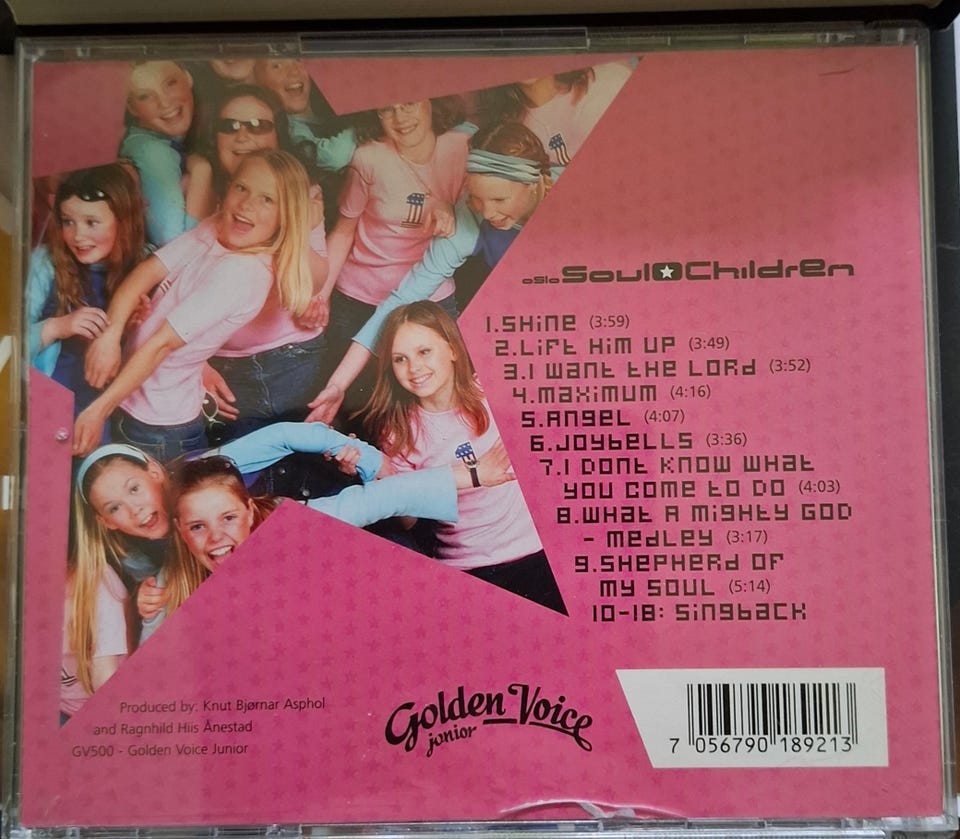 oslo Soul Children
1. Shine (3:59)
2. Lift Him Up (3:49)
3. I Want the Lord (3:52)
4. Maximum (4:16)
5. Angel (4:07)
6. Joybells (3:36)
7. I Dont Know What
You Come to Do (4:03)
8. What a Mighty God
- Medley (3:17)
9. Shepherd of
My Soul (5:14)
10-18: Singback
Produced by: Knut Bjørnar Asphol
and Ragnhild Hiis Ånestad
GV500 - Golden Voice Junior
Golden Voice
junior
7 056790 189213